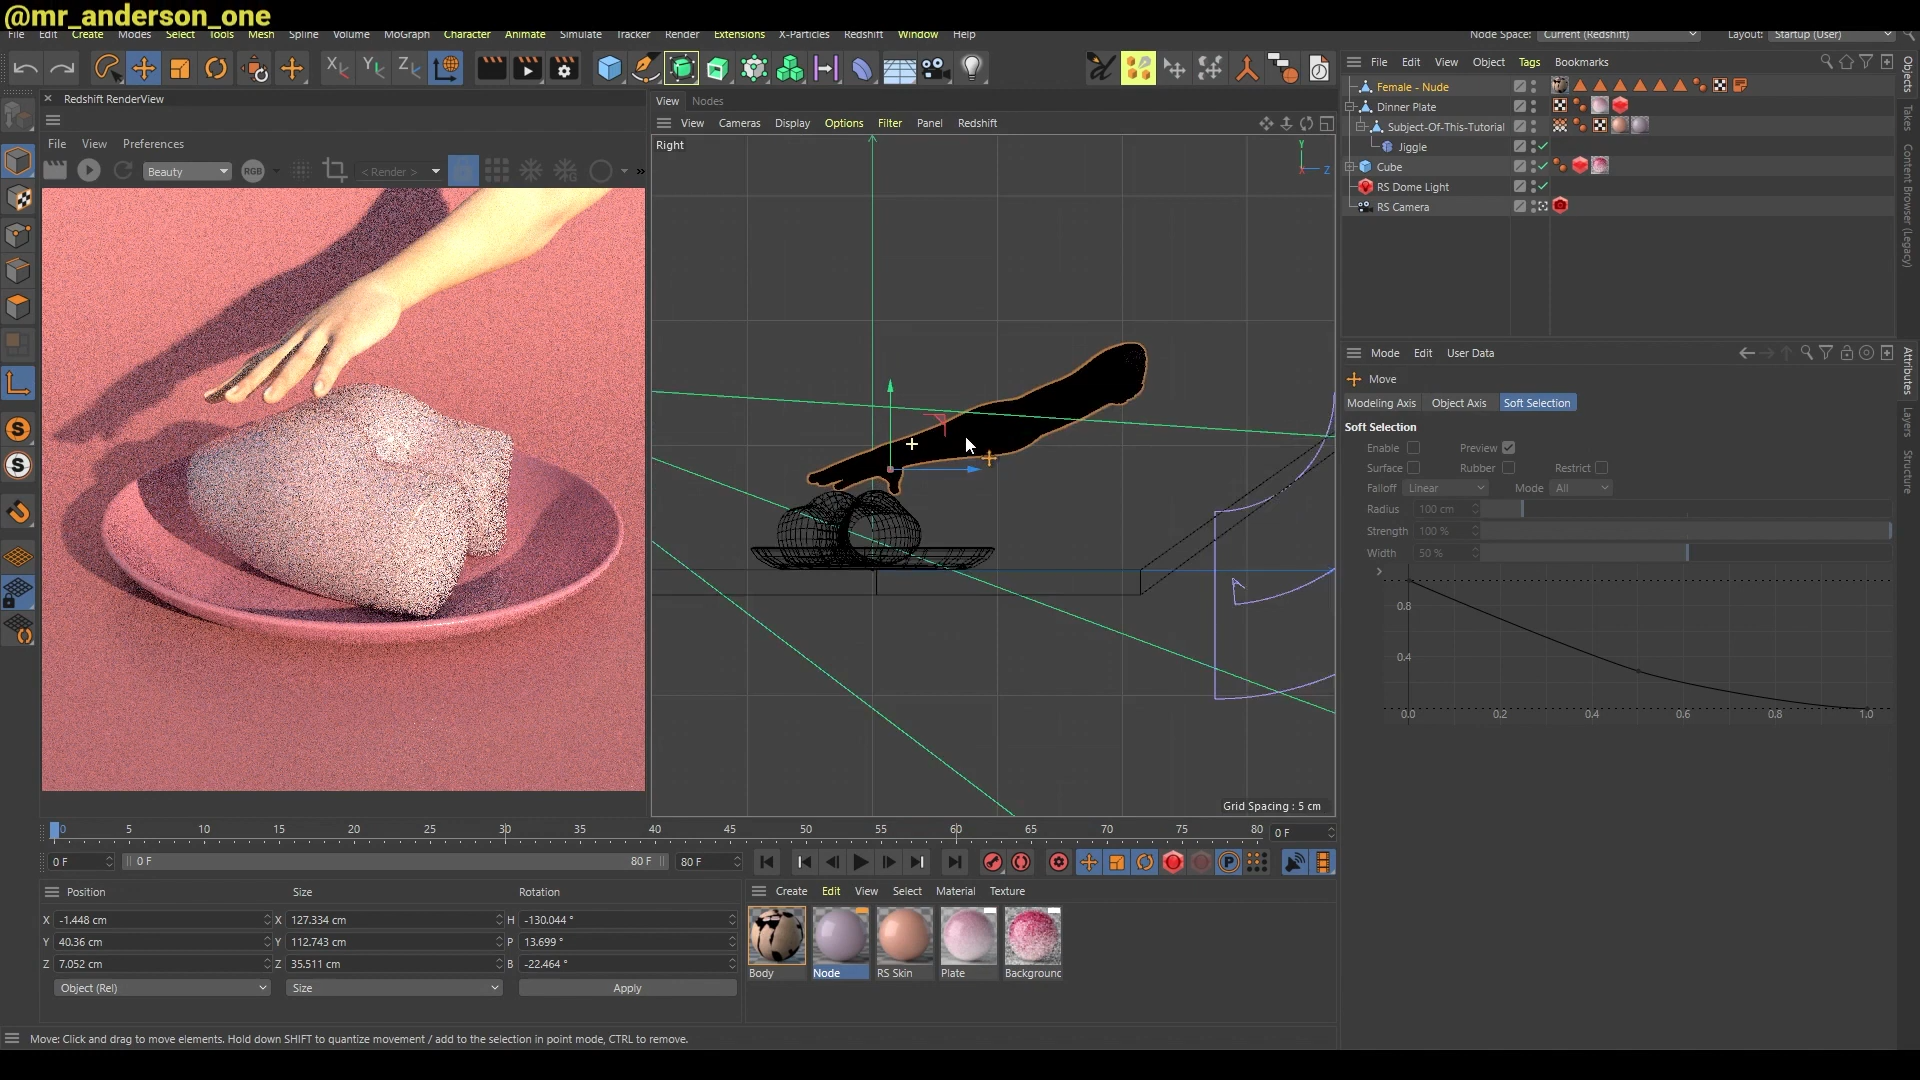 @mr_anderson_one
File Edit Create Modes Select Tools Mesh Spline Volume MoGraph Character Animate Simulate Tracker Render Extensions X-Particles Redshift Window Help Node Space: Current (Redshift) Layout: Startup (User)
X Y Z
Redshift RenderView
File View Preferences
Beauty RGB < Render > »
View Nodes
View Cameras Display Options Filter Panel Redshift
Right
Y
Z
Grid Spacing : 5 cm
File Edit View Object Tags Bookmarks
Female - Nude
Dinner Plate
Subject-Of-This-Tutorial
Jiggle
Cube
RS Dome Light
RS Camera
Objects
Takes
Content Browser (Legacy)
Mode Edit User Data
Move
Modeling Axis Object Axis Soft Selection
Soft Selection
Enable Preview
Surface Rubber Restrict
Falloff Linear Mode All
Radius 100 cm
Strength 100 %
Width 50 %
0.8
0.4
0.0 0.2 0.4 0.6 0.8 1.0
Attributes
Layers
Structure
0 5 10 15 20 25 30 35 40 45 50 55 60 65 70 75 80 0 F
0 F 0 F 80 F 80 F
P
Position Size Rotation
X -1.448 cm X 127.334 cm H -130.044 °
Y 40.36 cm Y 112.743 cm P 13.699 °
Z 7.052 cm Z 35.511 cm B -22.464 °
Object (Rel) Size Apply
Create Edit View Select Material Texture
Body Node RS Skin Plate Background
Move: Click and drag to move elements. Hold down SHIFT to quantize movement / add to the selection in point mode, CTRL to remove.